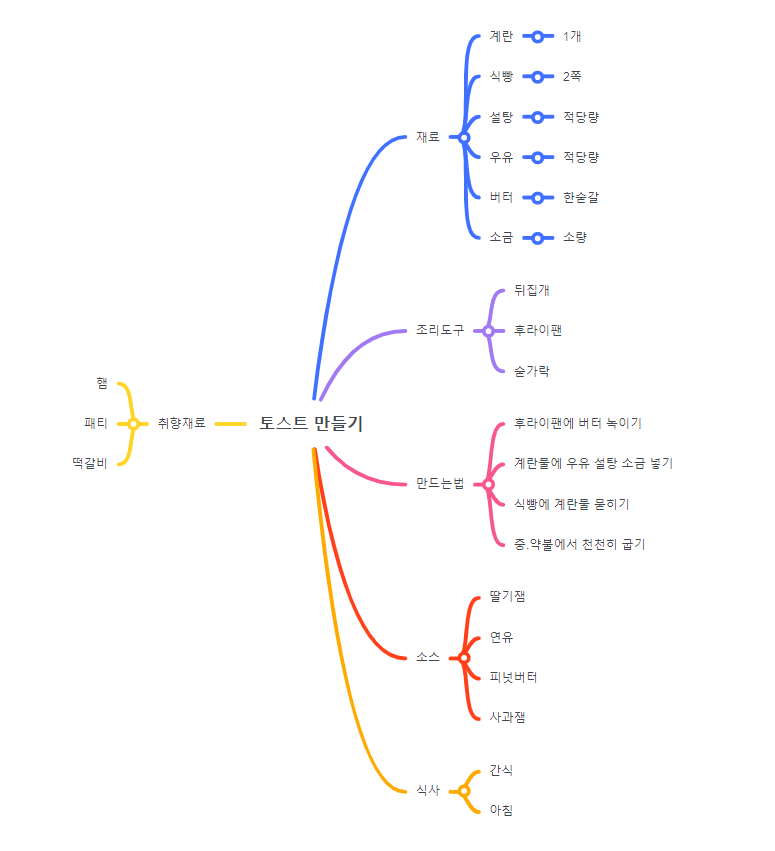 토스트 만들기
재료
계란 1개
식빵 2쪽
설탕 적당량
우유 적당량
버터 한숟갈
소금 소량
조리도구
뒤집개
후라이팬
숟가락
만드는법
후라이팬에 버터 녹이기
계란물에 우유 설탕 소금 넣기
식빵에 계란물 묻히기
중.약불에서 천천히 굽기
소스
딸기잼
연유
피넛버터
사과잼
식사
간식
아침
취향재료
햄
패티
떡갈비